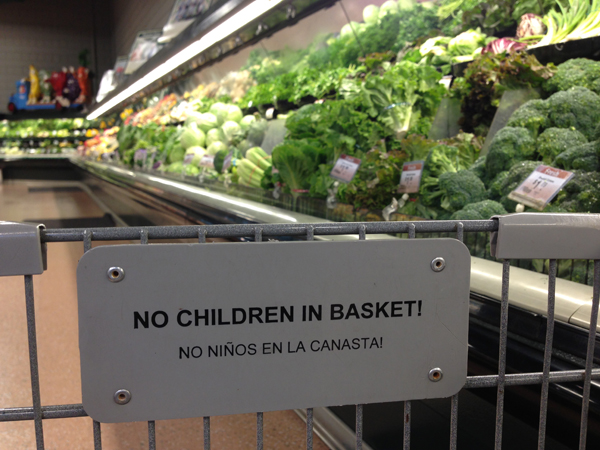 NO CHILDREN IN BASKET!
NO NIÑOS EN LA CANASTA!